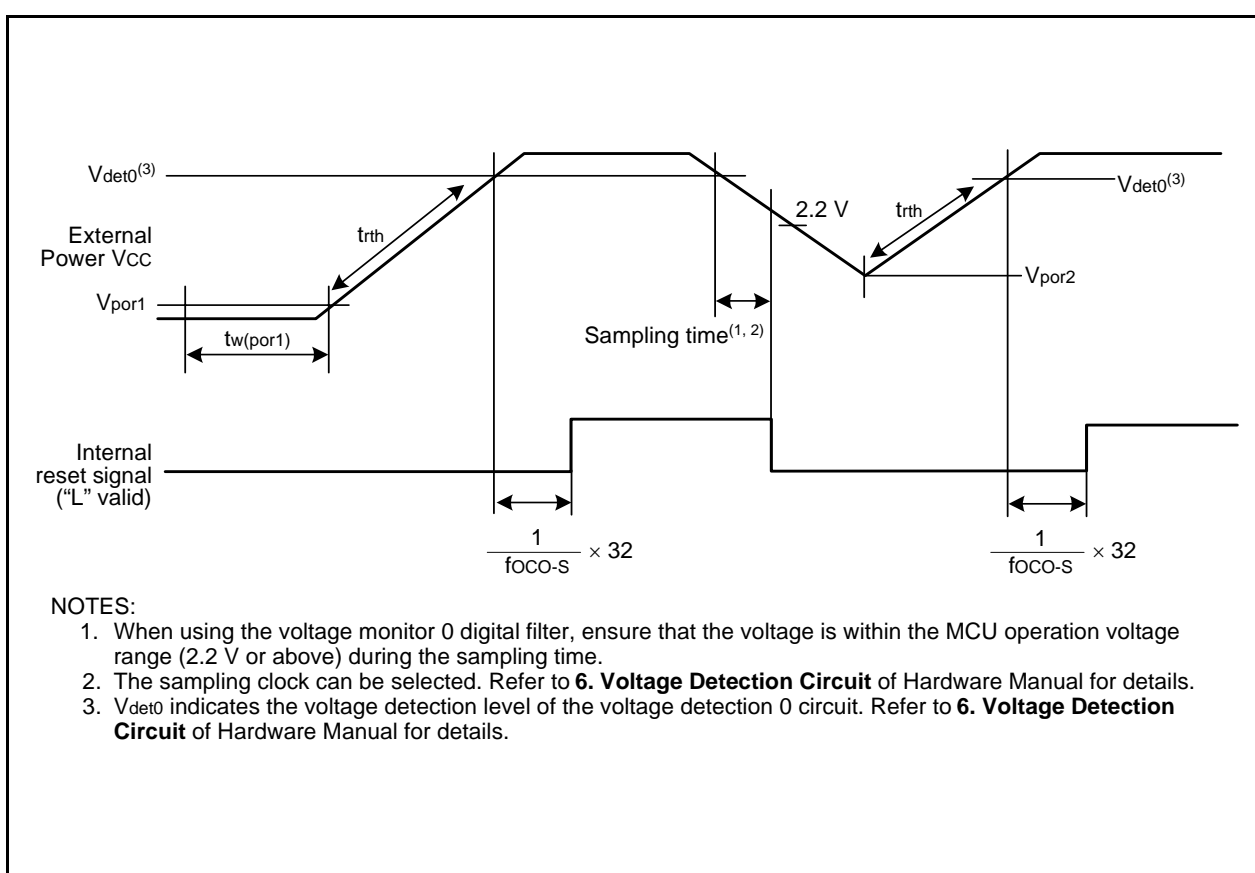 Vdet0(3)
2.2 V
trth
trth
Vdet0(3)
External
Power VCC
Vpor1
Vpor2
Sampling time(1, 2)
tw(por1)
Internal
reset signal
(“L” valid)
1
fOCO-S
× 32
1
fOCO-S
× 32
NOTES:
1. When using the voltage monitor 0 digital filter, ensure that the voltage is within the MCU operation voltage
range (2.2 V or above) during the sampling time.
2. The sampling clock can be selected. Refer to 6. Voltage Detection Circuit of Hardware Manual for details.
3. Vdet0 indicates the voltage detection level of the voltage detection 0 circuit. Refer to 6. Voltage Detection
Circuit of Hardware Manual for details.